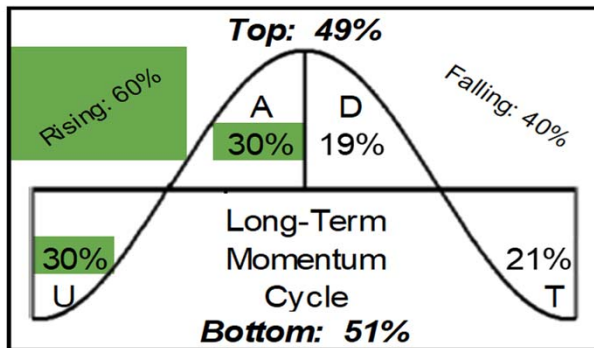 Top: 49%
Rising: 60%
Falling: 40%
A
D
30%
19%
Long-Term
30%
Momentum
21%
U
Cycle
T
Bottom: 51%